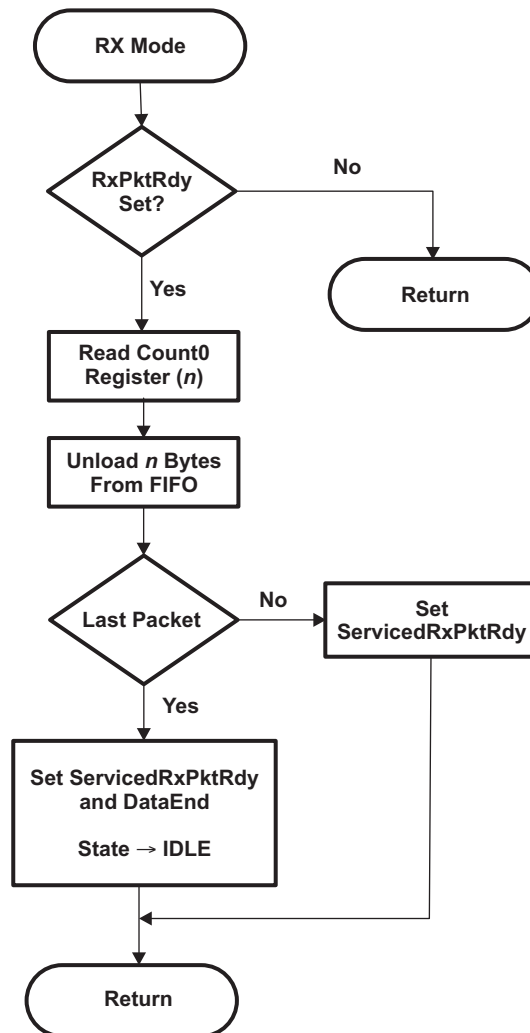 RX Mode
RxPktRdy
Set?
No
Return
Yes
Read Count0
Register (n)
Unload n Bytes
From FIFO
Last Packet
No
Set
ServicedRxPktRdy
Yes
Set ServicedRxPktRdy
and DataEnd
State → IDLE
Return